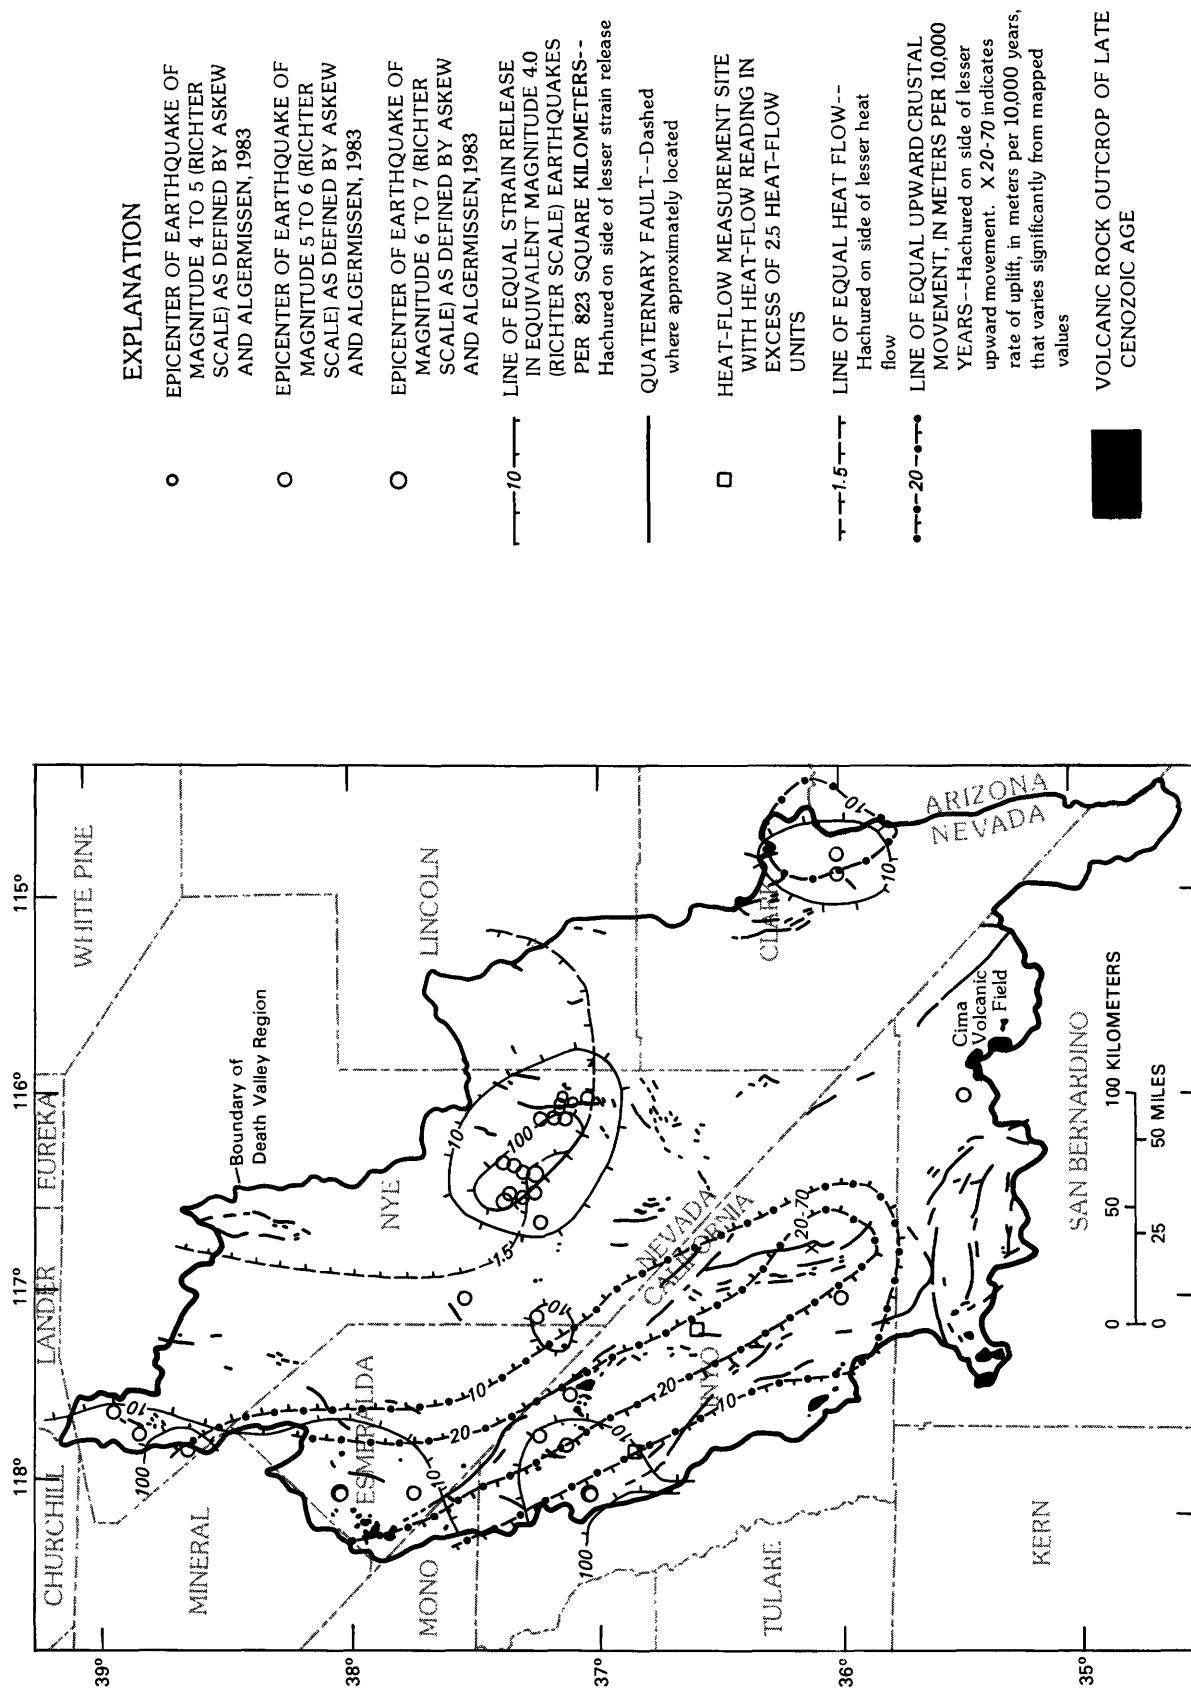 EXPLANATION
EPICENTER OF EARTHQUAKE OF
MAGNITUDE 4 TO 5 (RICHTER
SCALE) AS DEFINED BY ASKEW
AND ALGERMISSEN, 1983
EPICENTER OF EARTHQUAKE OF
MAGNITUDE 5 TO 6 (RICHTER
SCALE) AS DEFINED BY ASKEW
AND ALGERMISSEN, 1983
EPICENTER OF EARTHQUAKE OF
MAGNITUDE 6 TO 7 (RICHTER
SCALE) AS DEFINED BY ASKEW
AND ALGERMISSEN, 1983
10
LINE OF EQUAL STRAIN RELEASE
IN EQUIVALENT MAGNITUDE 4.0
(RICHTER SCALE) EARTHQUAKES
PER 823 SQUARE KILOMETERS--
Hachured on side of lesser strain release
QUATERNARY FAULT--Dashed
where approximately located
HEAT-FLOW MEASUREMENT SITE
WITH HEAT-FLOW READING IN
EXCESS OF 2.5 HEAT-FLOW
UNITS
1.5
LINE OF EQUAL HEAT FLOW--
Hachured on side of lesser heat
flow
20
LINE OF EQUAL UPWARD CRUSTAL
MOVEMENT, IN METERS PER 10,000
YEARS--Hachured on side of lesser
upward movement. X 20-70 indicates
rate of uplift, in meters per 10,000 years,
that varies significantly from mapped
values
VOLCANIC ROCK OUTCROP OF LATE
CENOZOIC AGE
118°
117°
116°
115°
39°
38°
37°
36°
35°
CHURCHILL
LANDER
EUREKA
WHITE PINE
MINERAL
ESMERALDA
NYE
LINCOLN
MONO
INYO
CLARK
TULARE
KERN
SAN BERNARDINO
NEVADA
CALIFORNIA
ARIZONA
NEVADA
Boundary of
Death Valley Region
Cima
Volcanic
Field
10
100
10
20
10
1.5
10
100
10
100
10
20
10
20-70
10
10
0 50 100 KILOMETERS
0 25 50 MILES